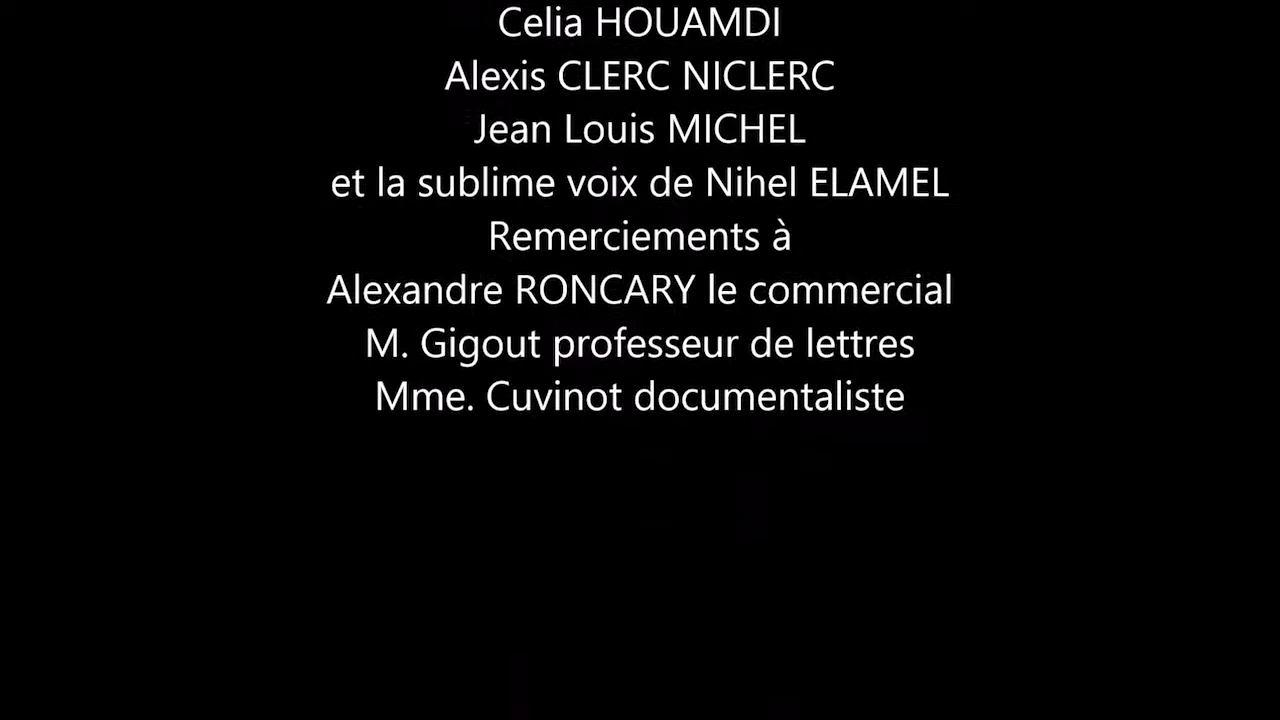 Celia HOUAMDI
Alexis CLERC NICLERC
Jean Louis MICHEL
et la sublime voix de Nihel ELAMEL
Remerciements à
Alexandre RONCARY le commercial
M. Gigout professeur de lettres
Mme. Cuvinot documentaliste